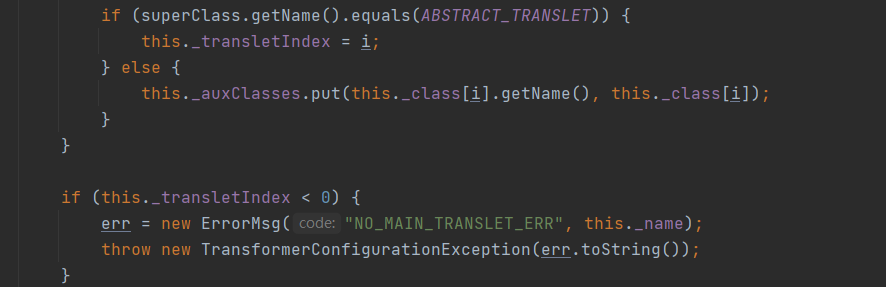 if (superClass.getName().equals(ABSTRACT_TRANSLET)) {
this._transletIndex = i;
} else {
this._auxClasses.put(this._class[i].getName(), this._class[i]);
}
}
if (this._transletIndex < 0) {
err = new ErrorMsg( code: "NO_MAIN_TRANSLET_ERR", this._name);
throw new TransformerConfigurationException(err.toString());
}